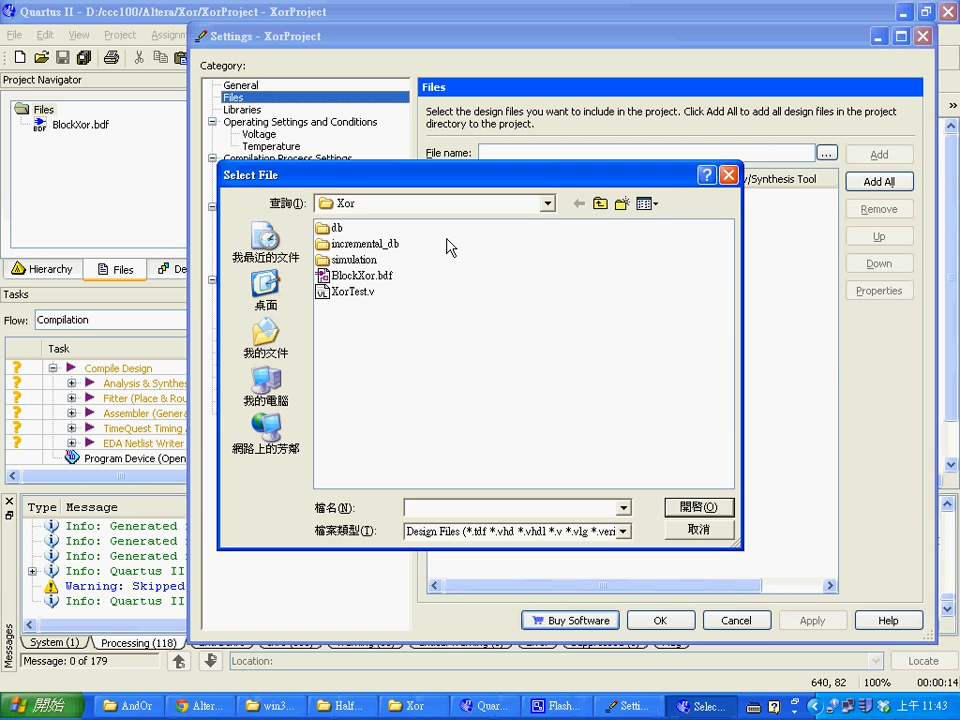 Quartus II - D:/ccc100/Altera/Xor/XorProject - XorProject
File Edit View Project Assignm
Settings - XorProject
Category:
Project Navigator
Files
BlockXor.bdf
General
Files
Libraries
Operating Settings and Conditions
Voltage
Temperature
Compilation Process Settings
Files
Select the design files you want to include in the project. Click Add All to add all design files in the project
directory to the project.
File name:
...
Add
/Synthesis Tool
Add All
Remove
Up
Down
Properties
Select File
查詢(I):
Xor
我最近的文件
桌面
我的文件
我的電腦
網路上的芳鄰
db
incremental_db
simulation
BlockXor.bdf
XorTest.v
檔名(N):
開啓(O)
檔案類型(T):
Design Files (*.tdf *.vhd *.vhdl *.v *.vlg *.veri
取消
Hierarchy
Files
De
Tasks
Flow:
Compilation
Task
Compile Design
Analysis & Synthes
Fitter (Place & Rou
Assembler (Genera
TimeQuest Timing
EDA Netlist Writer
Program Device (Open
Type Message
Info: Generated
Info: Generated
Info: Generated
Info: Quartus II
Warning: Skipped
Info: Quartus II
Buy Software
OK
Cancel
Apply
Help
System (1)
Processing (118)
Messages
Message: 0 of 179
Location:
Locate
640, 82
100%
00:00:14
開始
AndOr
Alter...
win3...
Half...
Xor
Quar...
Flash...
Setti...
Selec...
上午 11:43